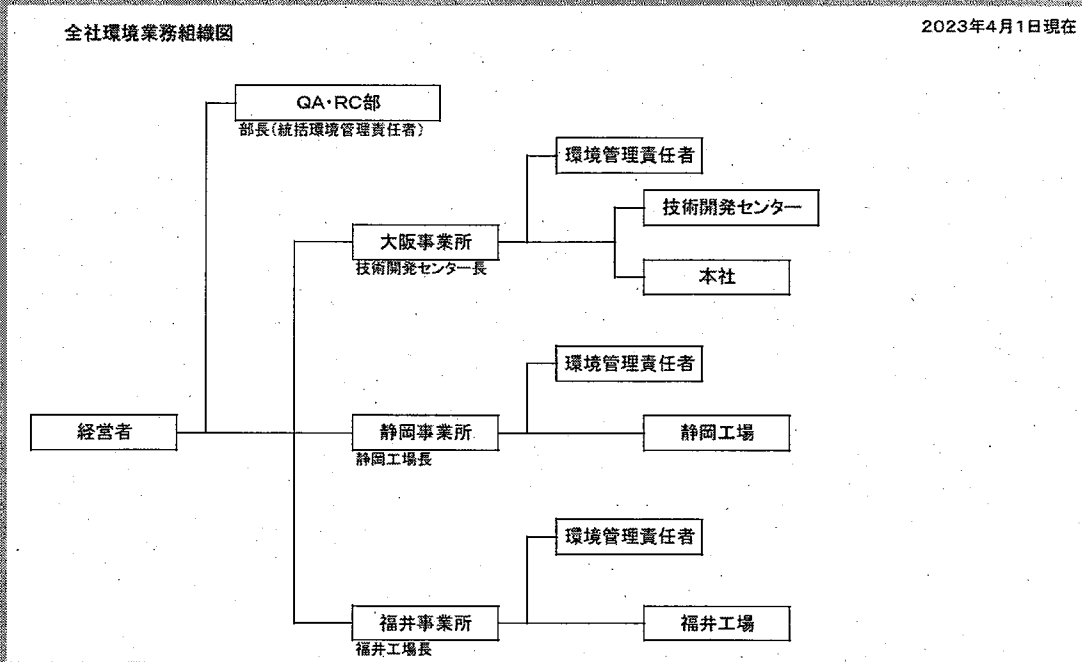 全社環境業務組織図
2023年4月1日現在
QA・RC部
部長(統括環境管理責任者)
環境管理責任者
技術開発センター
大阪事業所
技術開発センター長
本社
環境管理責任者
経営者
静岡事業所
静岡工場長
静岡工場
環境管理責任者
福井事業所
福井工場長
福井工場